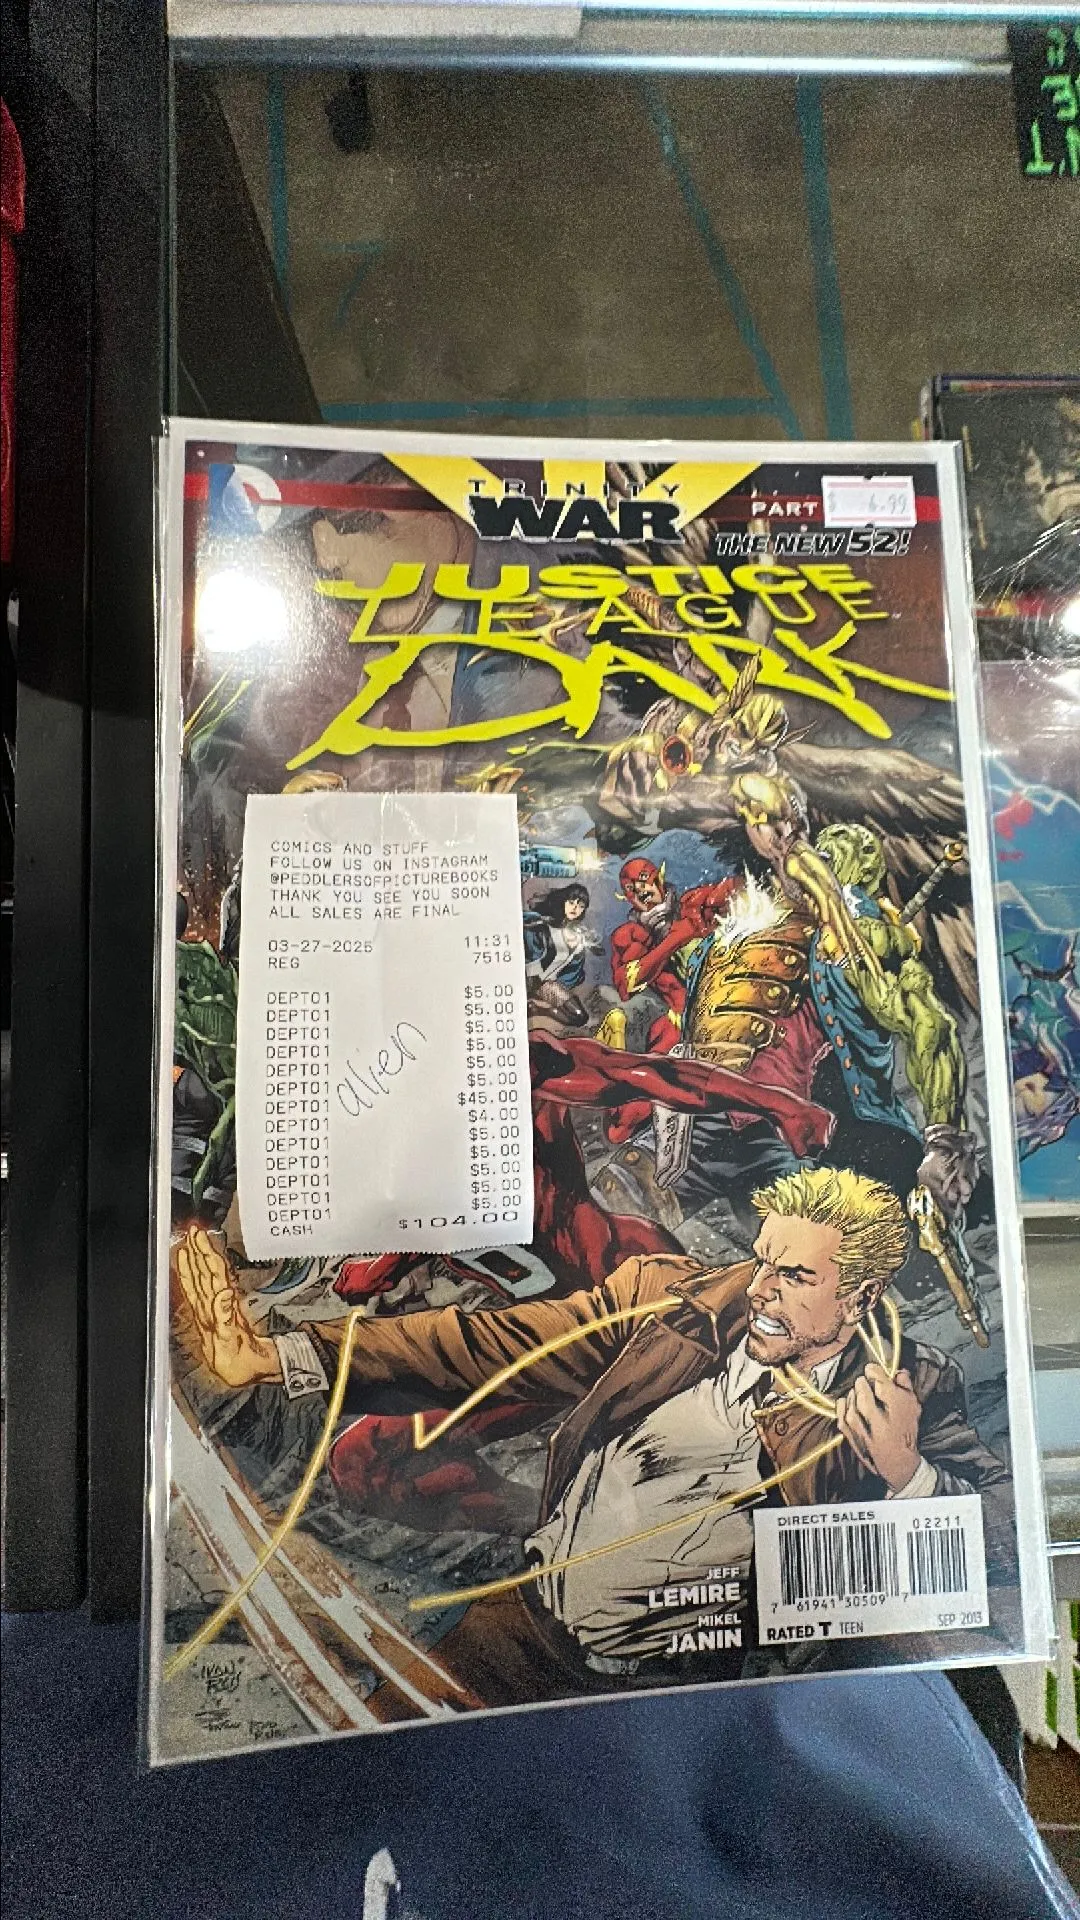 TRINITY
WAR
PART
$ 6.99
THE NEW 52!
JUSTICE
LEAGUE
DARK
COMICS AND STUFF
FOLLOW US ON INSTAGRAM
@PEDDLERSOFPICTUREBOOKS
THANK YOU SEE YOU SOON
ALL SALES ARE FINAL
03-27-2025 11:31
REG 7518
DEPT01 $5.00
DEPT01 $5.00
DEPT01 $5.00
DEPT01 $5.00
DEPT01 $5.00
DEPT01 $5.00
DEPT01 $45.00
DEPT01 $4.00
DEPT01 $5.00
DEPT01 $5.00
DEPT01 $5.00
DEPT01 $5.00
DEPT01 $5.00
CASH $104.00
alien
JEFF
LEMIRE
MIKEL
JANIN
DIRECT SALES
02211
7 61941 30509 7
RATED T TEEN SEP 2013
IVAN
REIS